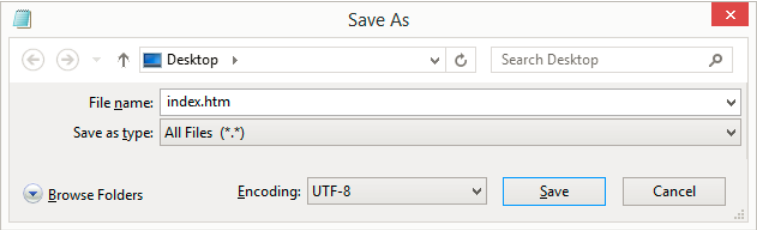 Save As
Desktop
Search Desktop
File name: index.htm
Save as type: All Files (*.*)
Browse Folders Encoding: UTF-8 Save Cancel